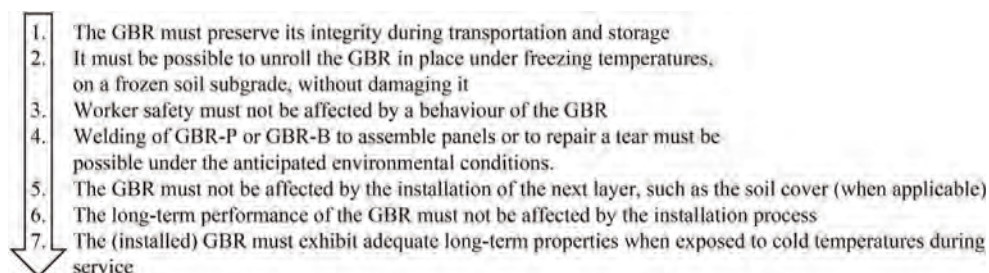 1. The GBR must preserve its integrity during transportation and storage
2. It must be possible to unroll the GBR in place under freezing temperatures,
on a frozen soil subgrade, without damaging it
3. Worker safety must not be affected by a behaviour of the GBR
4. Welding of GBR-P or GBR-B to assemble panels or to repair a tear must be
possible under the anticipated environmental conditions.
5. The GBR must not be affected by the installation of the next layer, such as the soil cover (when applicable)
6. The long-term performance of the GBR must not be affected by the installation process
7. The (installed) GBR must exhibit adequate long-term properties when exposed to cold temperatures during
service